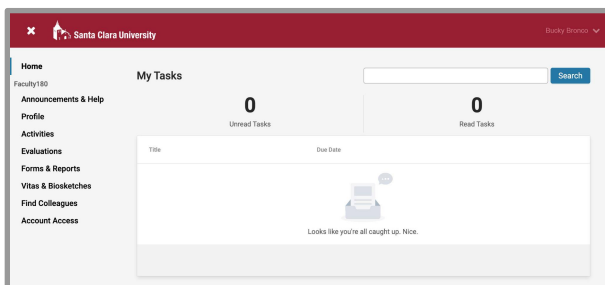 Santa Clara University
Bucky Bronco
Home
Faculty180
Announcements & Help
Profile
Activities
Evaluations
Forms & Reports
Vitas & Biosketches
Find Colleagues
Account Access
My Tasks
Search
0
Unread Tasks
0
Read Tasks
Title
Due Date
Looks like you're all caught up. Nice.